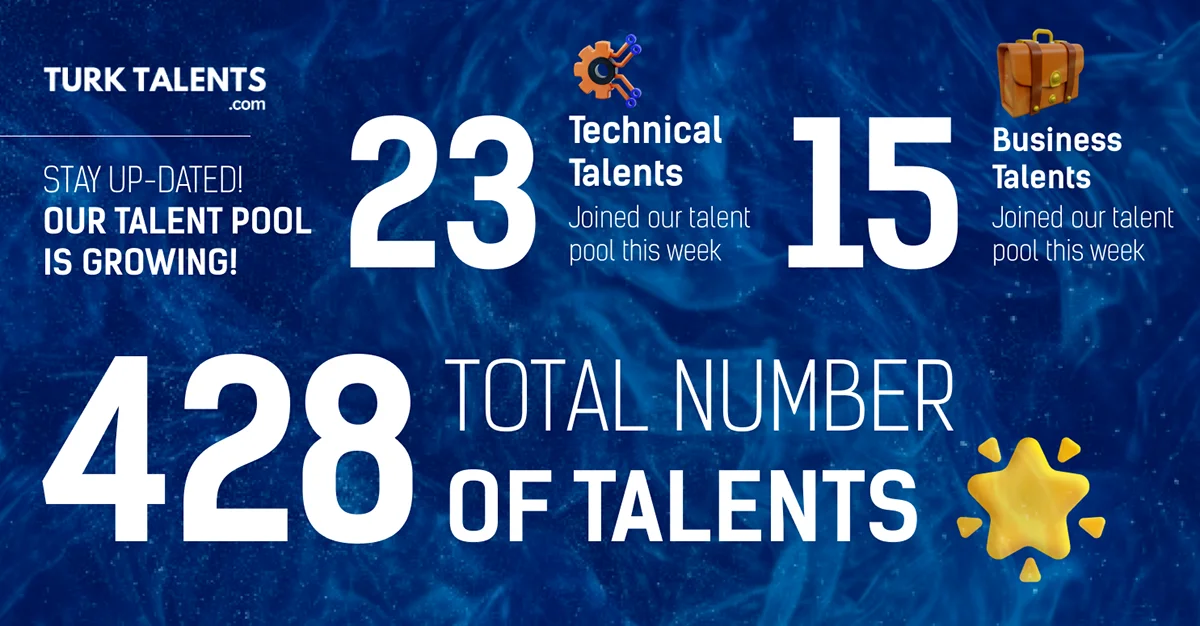 TURK TALENTS
.com
STAY UP-DATED!
OUR TALENT POOL
IS GROWING!
23
Technical
Talents
Joined our talent
pool this week
15
Business
Talents
Joined our talent
pool this week
428
TOTAL NUMBER
OF TALENTS